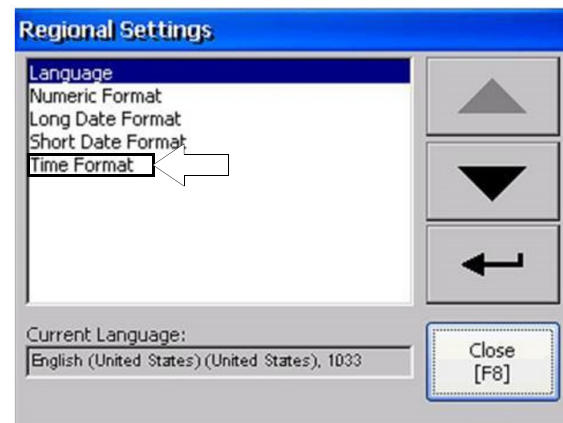 Regional Settings
Language
Numeric Format
Long Date Format
Short Date Format
Time Format
Current Language:
English (United States) (United States), 1033
Close
[F8]